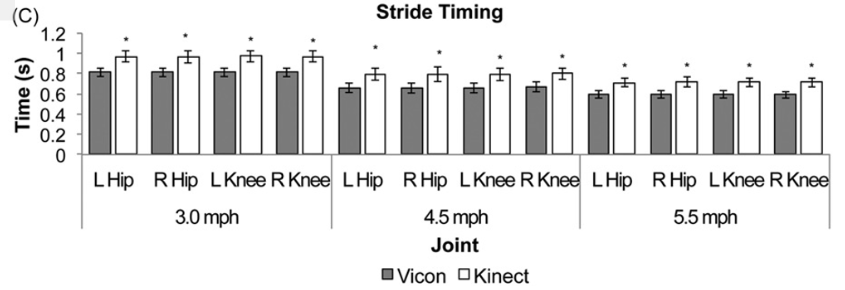 (C)
Stride Timing
* * * * * * * * * * * *
Time (s)
1.2
1
0.8
0.6
0.4
0.2
0
L Hip R Hip L Knee R Knee L Hip R Hip L Knee R Knee L Hip R Hip L Knee R Knee
3.0 mph 4.5 mph 5.5 mph
Joint
Vicon Kinect